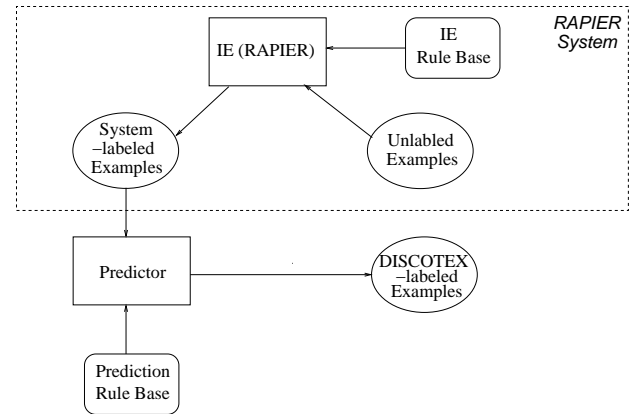 RAPIER
System
IE (RAPIER)
IE
Rule Base
System
–labeled
Examples
Unlabled
Examples
Predictor
DISCOTEX
–labeled
Examples
Prediction
Rule Base